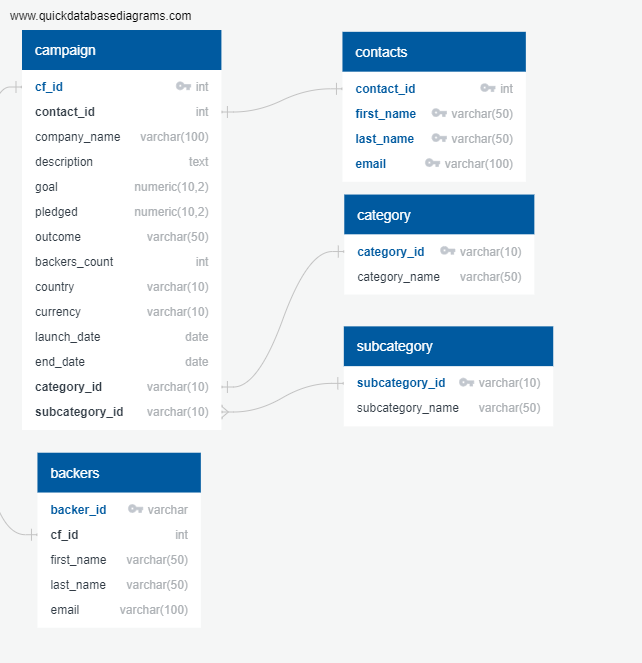 www.quickdatabasediagrams.com
campaign
cf_id int
contact_id int
company_name varchar(100)
description text
goal numeric(10,2)
pledged numeric(10,2)
outcome varchar(50)
backers_count int
country varchar(10)
currency varchar(10)
launch_date date
end_date date
category_id varchar(10)
subcategory_id varchar(10)
contacts
contact_id int
first_name varchar(50)
last_name varchar(50)
email varchar(100)
category
category_id varchar(10)
category_name varchar(50)
subcategory
subcategory_id varchar(10)
subcategory_name varchar(50)
backers
backer_id varchar
cf_id int
first_name varchar(50)
last_name varchar(50)
email varchar(100)